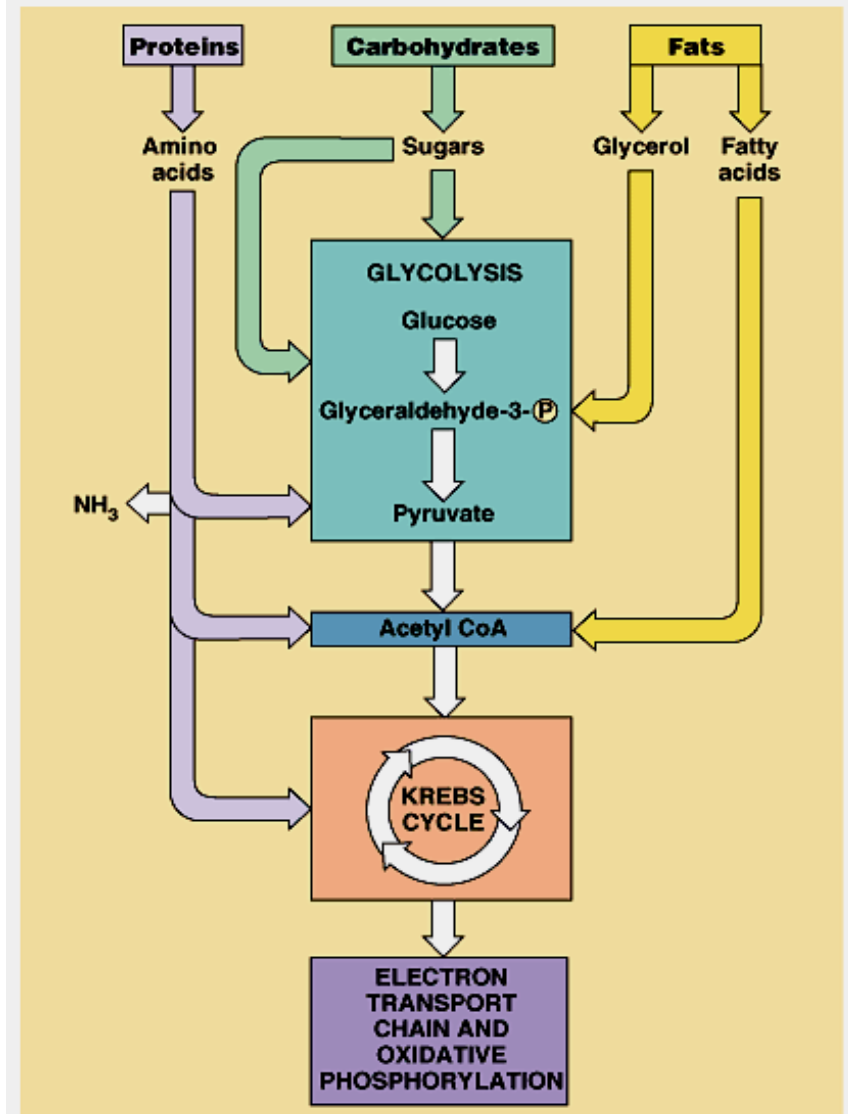 Proteins
Carbohydrates
Fats
Amino
acids
Sugars
Glycerol
Fatty
acids
GLYCOLYSIS
Glucose
Glyceraldehyde-3-P
NH₃
Pyruvate
Acetyl CoA
KREBS
CYCLE
ELECTRON
TRANSPORT
CHAIN AND
OXIDATIVE
PHOSPHORYLATION